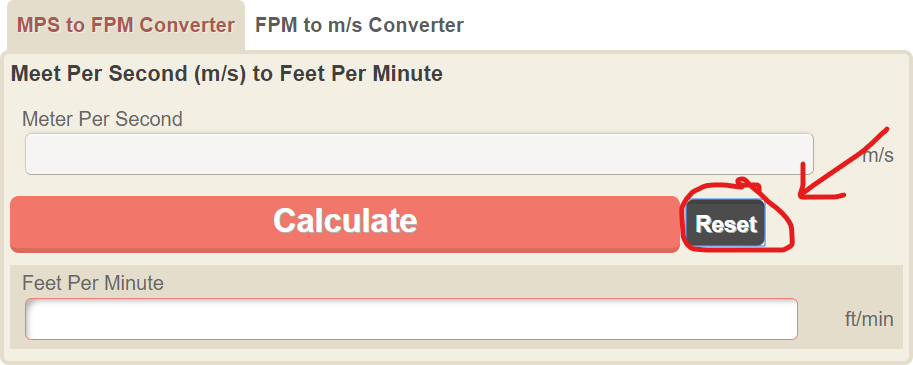 MPS to FPM Converter FPM to m/s Converter
Meet Per Second (m/s) to Feet Per Minute
Meter Per Second
m/s
Calculate Reset
Feet Per Minute
ft/min